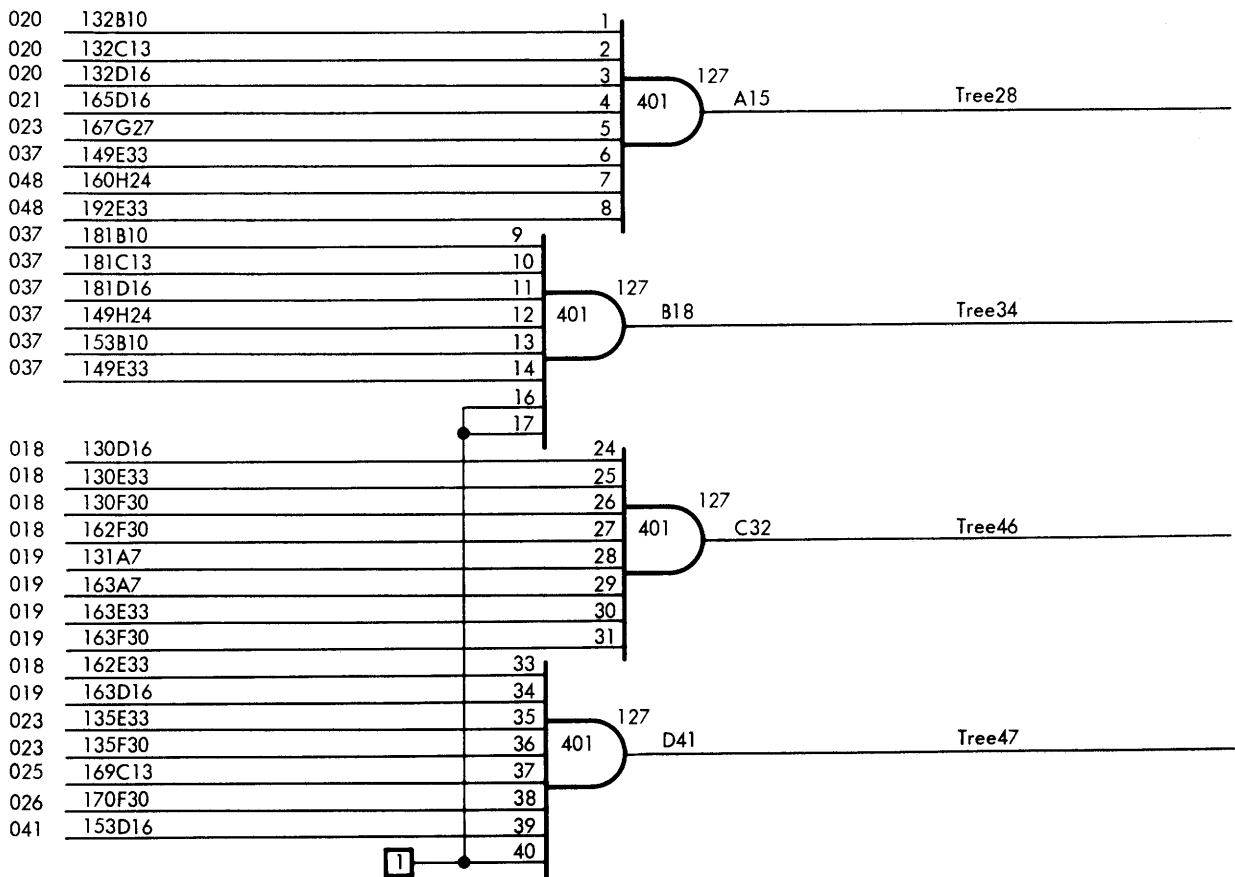 020 132B10 1
020 132C13 2
020 132D16 3
127
021 165D16 4 401 A15 Tree28
023 167G27 5
037 149E33 6
048 160H24 7
048 192E33 8
037 181B10 9
037 181C13 10
037 181D16 11 127
037 149H24 12 401 B18 Tree34
037 153B10 13
037 149E33 14
16
17
018 130D16 24
018 130E33 25
018 130F30 26 127
018 162F30 27 401 C32 Tree46
019 131A7 28
019 163A7 29
019 163E33 30
019 163F30 31
018 162E33 33
019 163D16 34
023 135E33 35 127
023 135F30 36 401 D41 Tree47
025 169C13 37
026 170F30 38
041 153D16 39
1 40